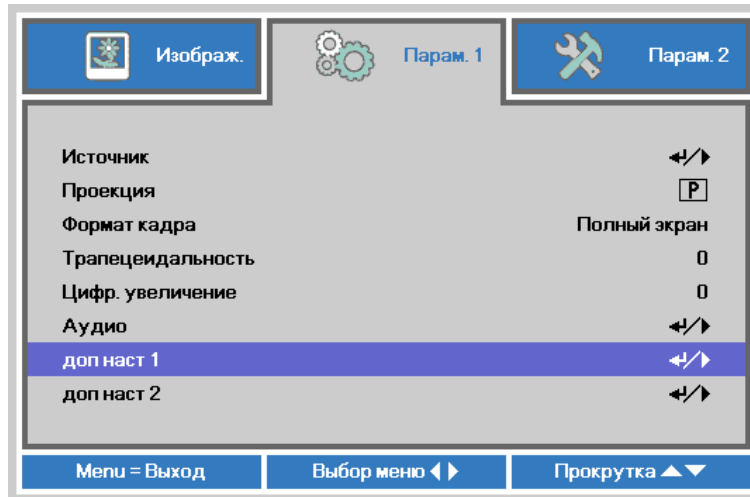 Изображ. Парам. 1 Парам. 2
Источник
Проекция P
Формат кадра Полный экран
Трапецеидальность 0
Цифр. увеличение 0
Аудио
доп наст 1
доп наст 2
Menu = Выход Выбор меню Прокрутка